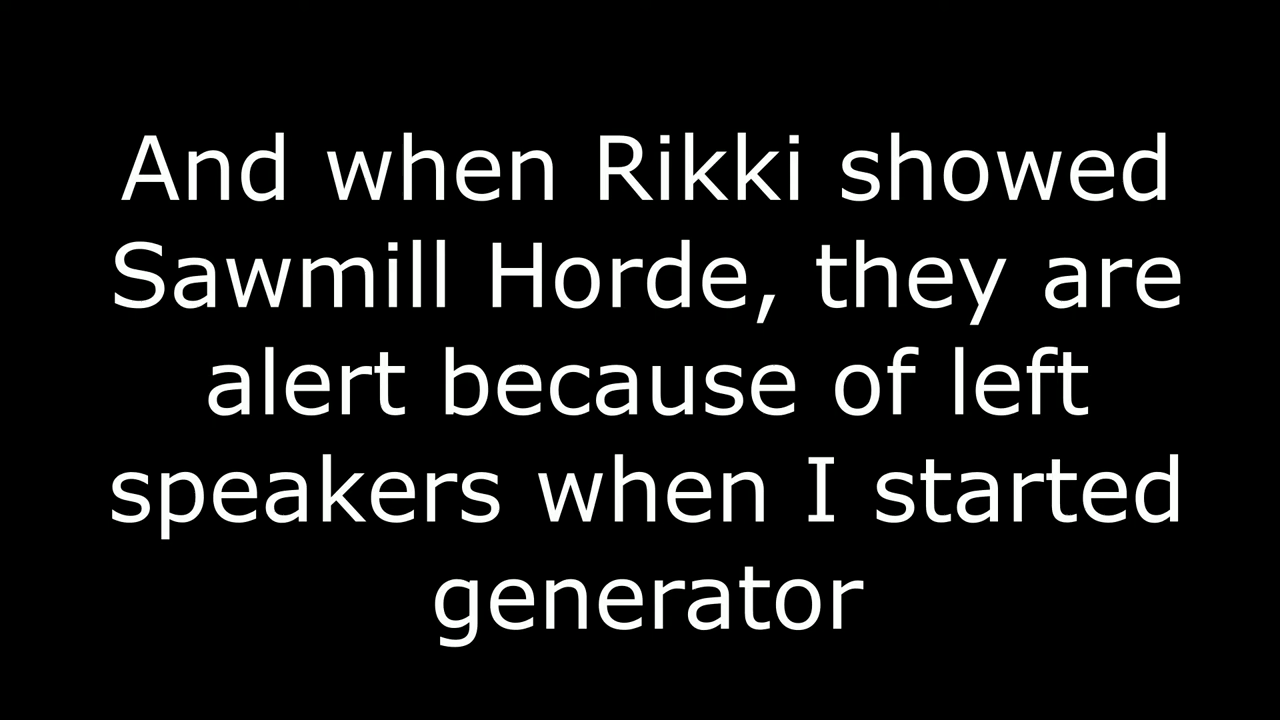 And when Rikki showed
Sawmill Horde, they are
alert because of left
speakers when I started
generator